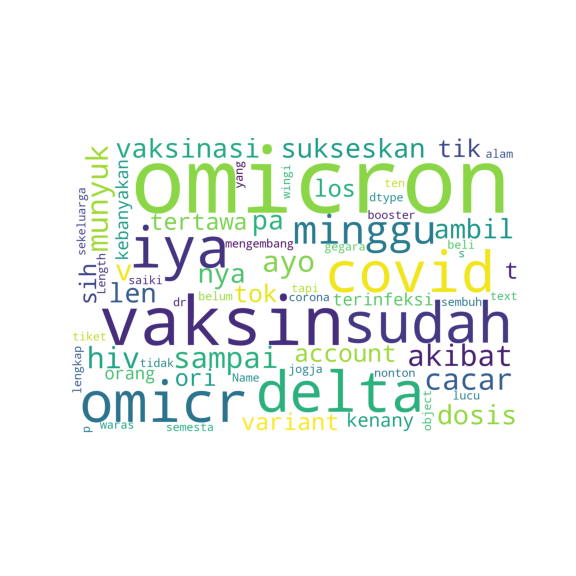 vaksinasi sukseskan tik alam
omicron
munyuk
kebanyakan
sekeluarga
yang
wingi
los
ten
dtype
booster
tertawa
pa
minggu
ambil
iya
mengembang
gegara
beli
s
Length
sih
v
saiki
nya
ayo
covid
t
len
dr
belum
tok
tapi
corona
terinfeksi
sembuh
text
vaksin
sudah
tiket
hiv
sampai
tidak
account
akibat
lengkap
orang
ori
Name
jogja
nonton
cacar
omicr
delta
lucu
object
p
waras
semesta
variant
kenany
dosis